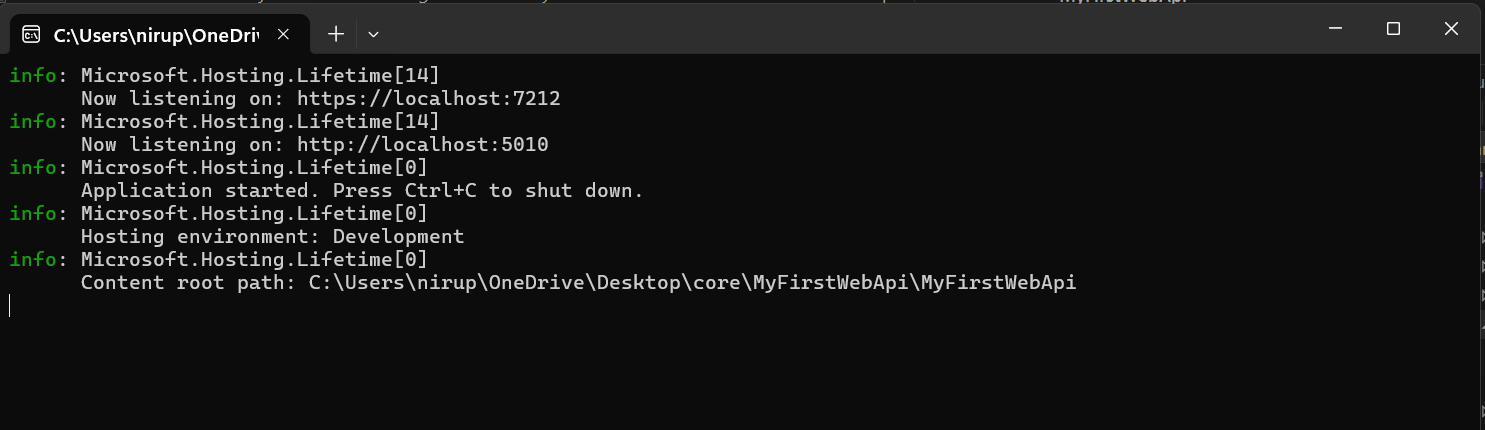 C:\Users\nirup\OneDri
info: Microsoft.Hosting.Lifetime[14]
      Now listening on: https://localhost:7212
info: Microsoft.Hosting.Lifetime[14]
      Now listening on: http://localhost:5010
info: Microsoft.Hosting.Lifetime[0]
      Application started. Press Ctrl+C to shut down.
info: Microsoft.Hosting.Lifetime[0]
      Hosting environment: Development
info: Microsoft.Hosting.Lifetime[0]
      Content root path: C:\Users\nirup\OneDrive\Desktop\core\MyFirstWebApi\MyFirstWebApi